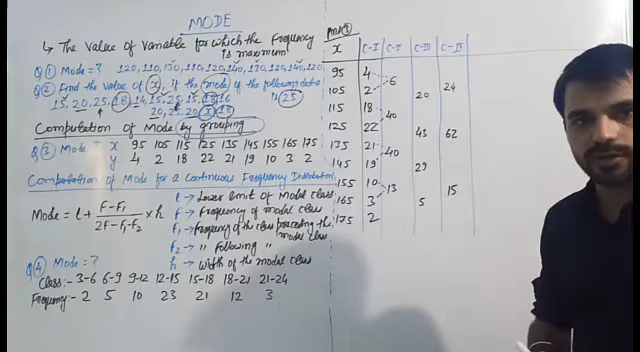 MODE
↳ The value of variable for which the frequency
is maximum
Q① Mode = ? 120, 110, 130, 110, 120, 140, 130, 120, 140, 120
Q② Find the value of x, if the mode of the following data
is 25
15, 20, 25, 18, 14, 15, 25, 15, 18, 16
20, 25, 20, x, 18
Computation of Mode by grouping
Q③ Mode ? x 95 105 115 125 135 145 155 165 175
y 4 2 18 22 21 19 10 3 2
Computation of Mode for a Continuous Frequency Distribution
Mode = l + F-F₁ / 2F-F₁-F₂ × h
l → Lower limit of Modal class
f → Frequency of modal class
F₁ → Frequency of the class preceding the
modal class
F₂ → " following "
h → Width of the modal class
Q④ Mode = ?
Class:- 3-6 6-9 9-12 12-15 15-18 18-21 21-24
Frequency:- 2 5 10 23 21 12 3
Ans③
x C-I C-II C-III C-IV
95 4
6
105 2 20 24
115 18
40
125 22 43 62
135 21
40
145 19 29
155 10
13 15
165 3 5
175 2